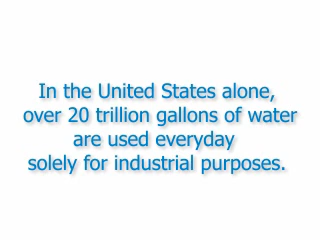 In the United States alone,
over 20 trillion gallons of water
are used everyday
solely for industrial purposes.